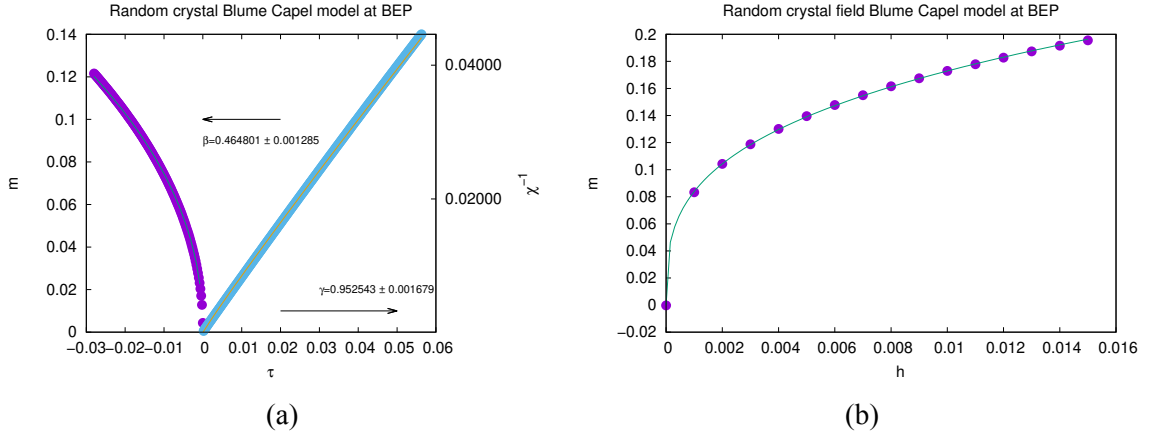 Random crystal Blume Capel model at BEP
0.14
0.12
0.1
0.08
0.06
0.04
0.02
0
m
−0.03−0.02−0.01 0 0.01 0.02 0.03 0.04 0.05 0.06
τ
0.04000
0.02000
χ⁻¹
β=0.464801 ± 0.001285
γ=0.952543 ± 0.001679
(a)
Random crystal field Blume Capel model at BEP
0.2
0.18
0.16
0.14
0.12
0.1
0.08
0.06
0.04
0.02
0
−0.02
m
0 0.002 0.004 0.006 0.008 0.01 0.012 0.014 0.016
h
(b)